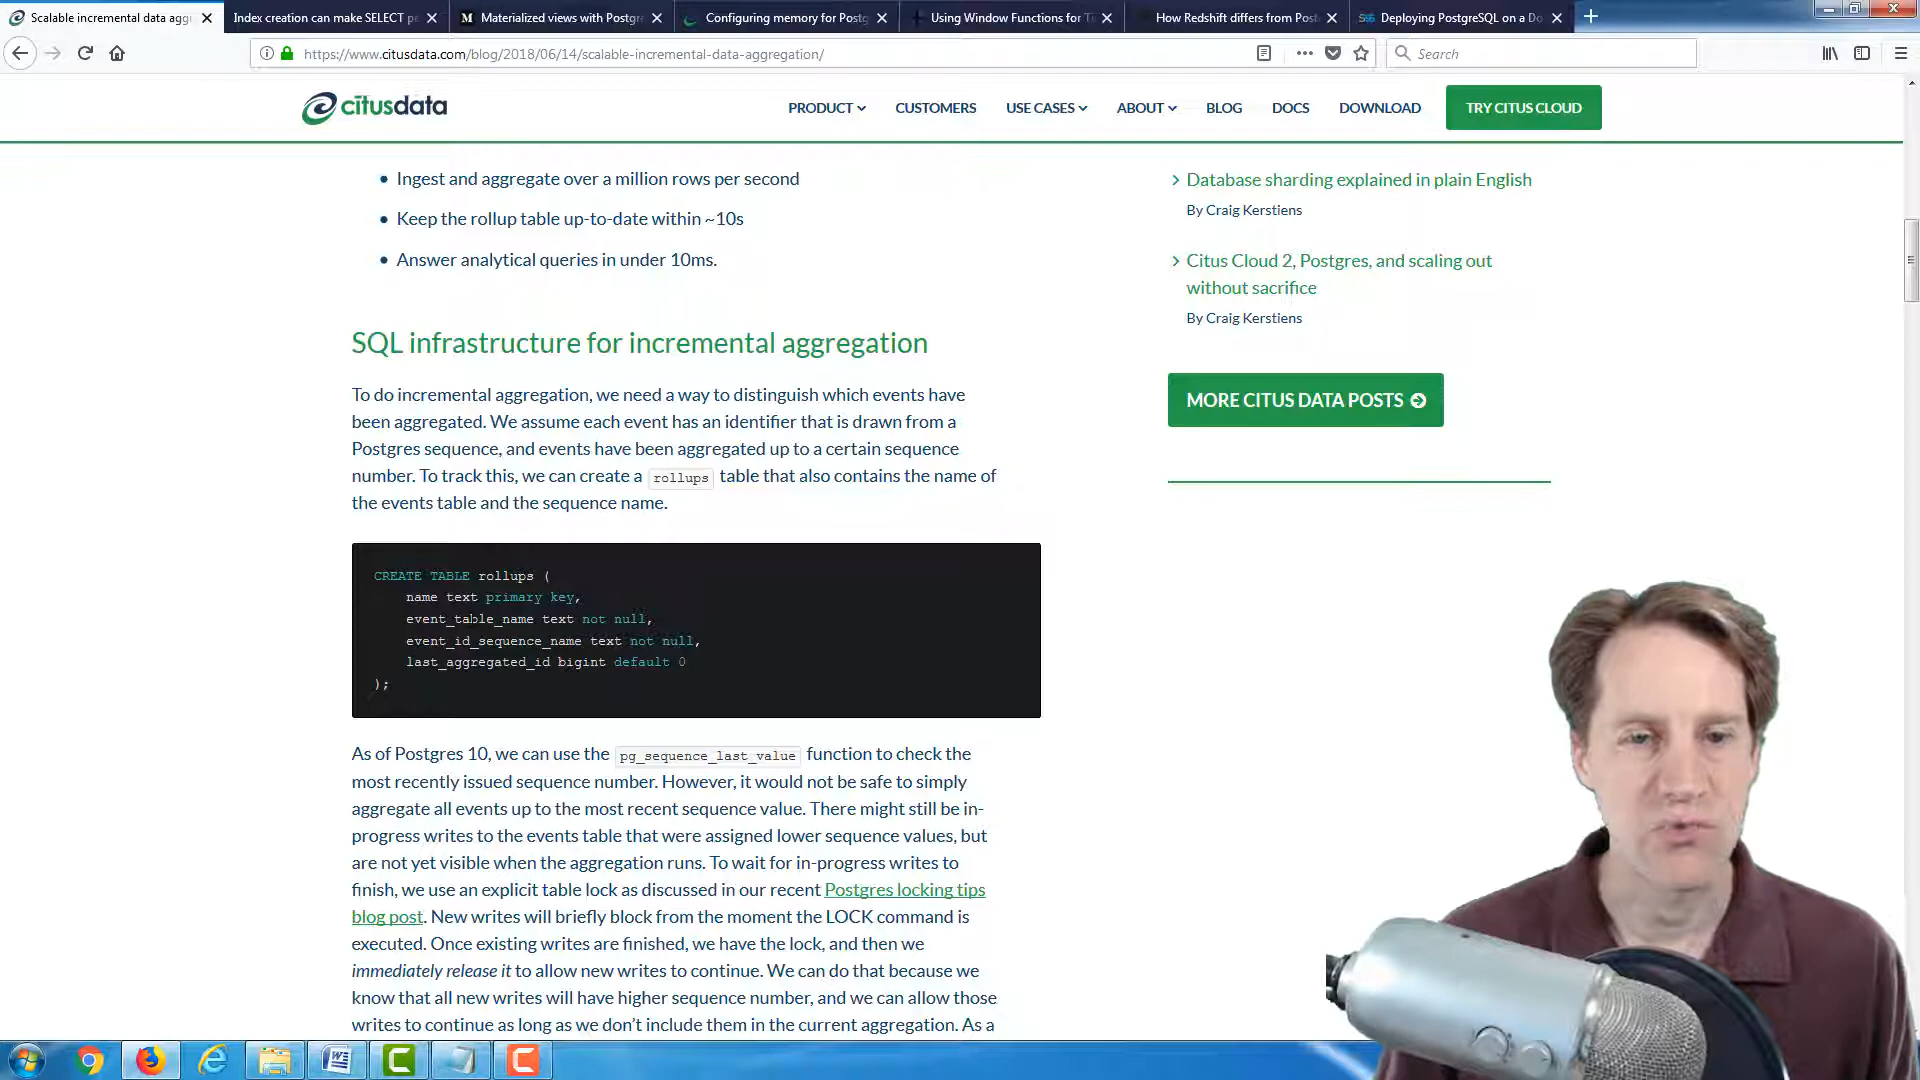 Scalable incremental data agg
Index creation can make SELECT pe
Materialized views with Postgre
Configuring memory for Postg
Using Window Functions for Ti
How Redshift differs from Post
Deploying PostgreSQL on a Do
https://www.citusdata.com/blog/2018/06/14/scalable-incremental-data-aggregation/
Search
citusdata
PRODUCT
CUSTOMERS
USE CASES
ABOUT
BLOG
DOCS
DOWNLOAD
TRY CITUS CLOUD
Ingest and aggregate over a million rows per second
Keep the rollup table up-to-date within ~10s
Answer analytical queries in under 10ms.
SQL infrastructure for incremental aggregation
To do incremental aggregation, we need a way to distinguish which events have
been aggregated. We assume each event has an identifier that is drawn from a
Postgres sequence, and events have been aggregated up to a certain sequence
number. To track this, we can create a rollups table that also contains the name of
the events table and the sequence name.
CREATE TABLE rollups (
name text primary key,
event_table_name text not null,
event_id_sequence_name text not null,
last_aggregated_id bigint default 0
);
As of Postgres 10, we can use the pg_sequence_last_value function to check the
most recently issued sequence number. However, it would not be safe to simply
aggregate all events up to the most recent sequence value. There might still be in-
progress writes to the events table that were assigned lower sequence values, but
are not yet visible when the aggregation runs. To wait for in-progress writes to
finish, we use an explicit table lock as discussed in our recent Postgres locking tips
blog post. New writes will briefly block from the moment the LOCK command is
executed. Once existing writes are finished, we have the lock, and then we
immediately release it to allow new writes to continue. We can do that because we
know that all new writes will have higher sequence number, and we can allow those
writes to continue as long as we don't include them in the current aggregation. As a
Database sharding explained in plain English
By Craig Kerstiens
Citus Cloud 2, Postgres, and scaling out
without sacrifice
By Craig Kerstiens
MORE CITUS DATA POSTS